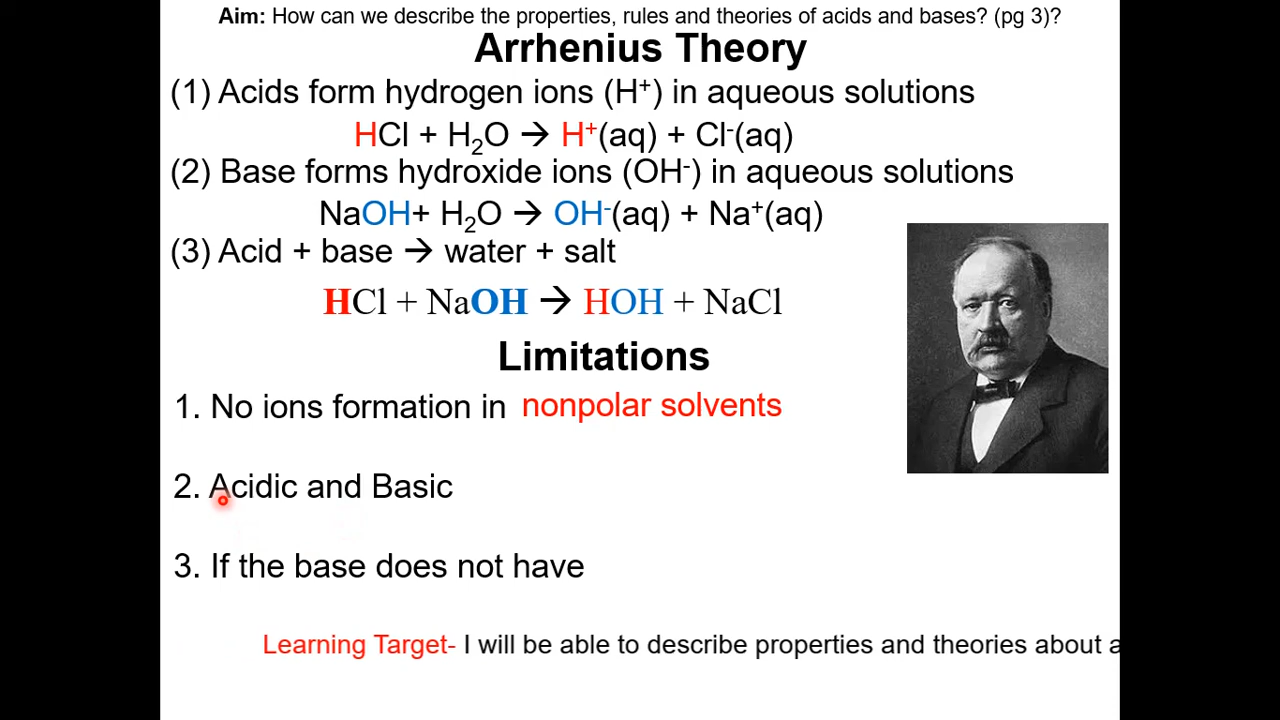 Aim: How can we describe the properties, rules and theories of acids and bases? (pg 3)?
Arrhenius Theory
(1) Acids form hydrogen ions (H⁺) in aqueous solutions
HCl + H₂O → H⁺(aq) + Cl⁻(aq)
(2) Base forms hydroxide ions (OH⁻) in aqueous solutions
NaOH+ H₂O → OH⁻(aq) + Na⁺(aq)
(3) Acid + base → water + salt
HCl + NaOH → HOH + NaCl
Limitations
1. No ions formation in nonpolar solvents
2. Acidic and Basic
3. If the base does not have
Learning Target- I will be able to describe properties and theories about